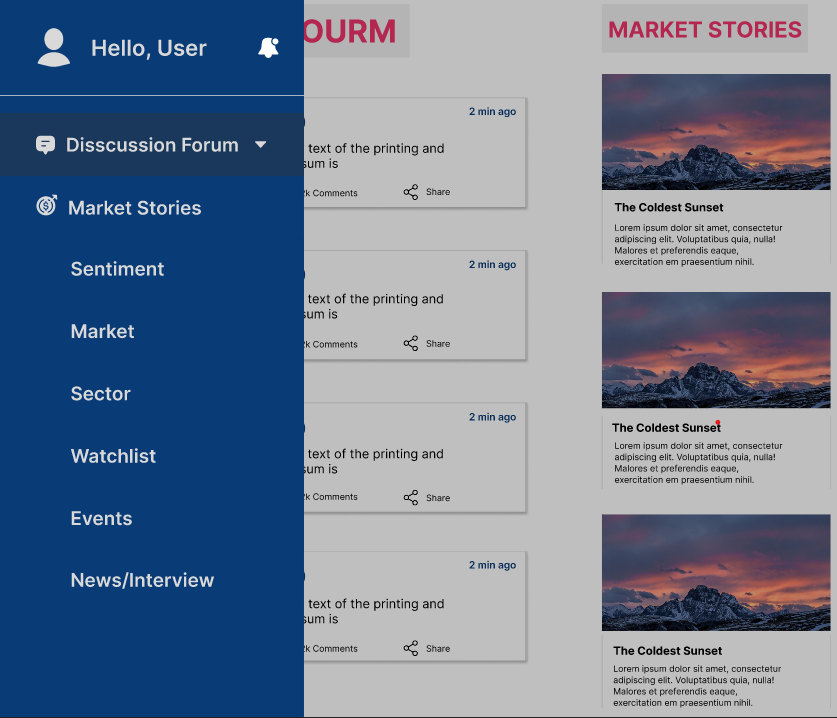 Hello, User
Disscussion Forum
Market Stories
Sentiment
Market
Sector
Watchlist
Events
News/Interview
OURM
2 min ago
text of the printing and
sum is
2k Comments
Share
2 min ago
text of the printing and
sum is
2k Comments
Share
2 min ago
text of the printing and
sum is
2k Comments
Share
2 min ago
text of the printing and
sum is
2k Comments
Share
MARKET STORIES
The Coldest Sunset
Lorem ipsum dolor sit amet, consectetur
adipiscing elit. Voluptatibus quia, nulla!
Malores et preferendis eaque,
exercitation em praesentium nihil.
The Coldest Sunset
Lorem ipsum dolor sit amet, consectetur
adipiscing elit. Voluptatibus quia, nulla!
Malores et preferendis eaque,
exercitation em praesentium nihil.
The Coldest Sunset
Lorem ipsum dolor sit amet, consectetur
adipiscing elit. Voluptatibus quia, nulla!
Malores et preferendis eaque,
exercitation em praesentium nihil.